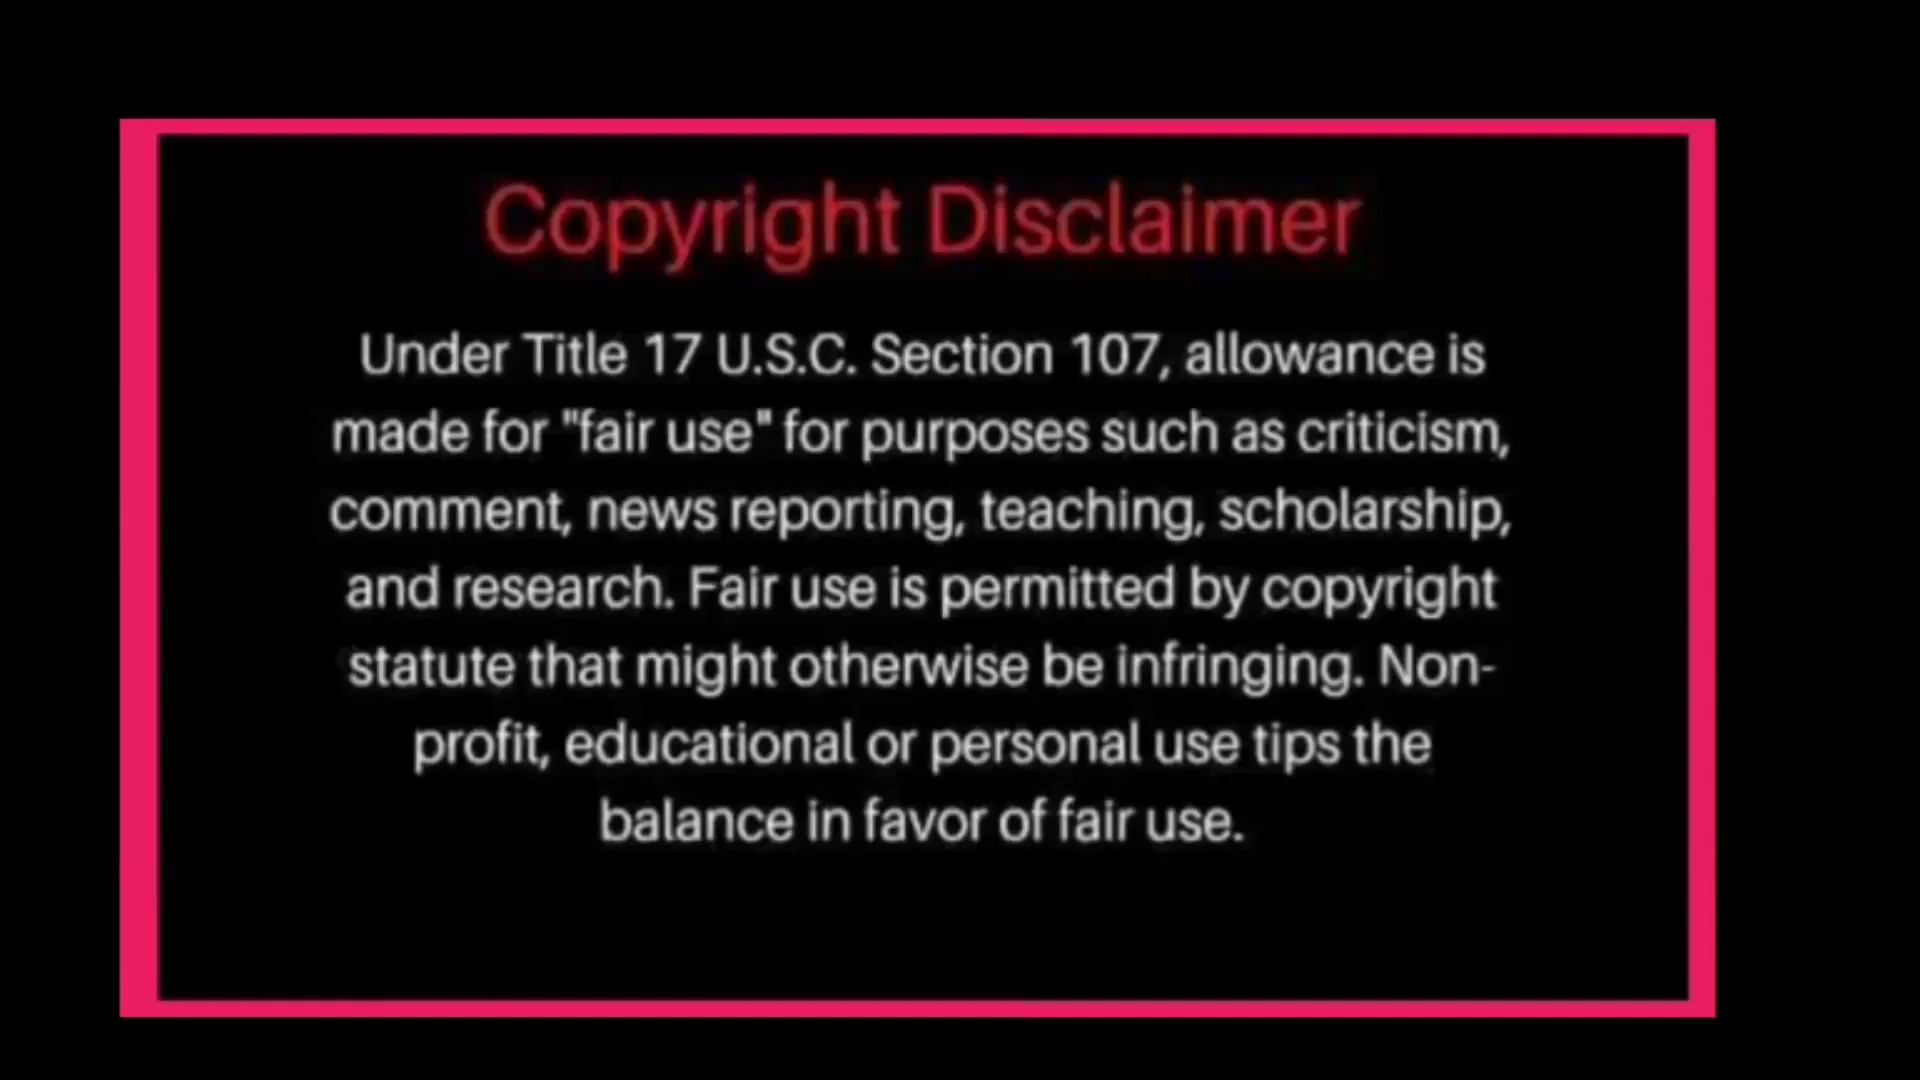 Copyright Disclaimer
Under Title 17 U.S.C. Section 107, allowance is
made for "fair use" for purposes such as criticism,
comment, news reporting, teaching, scholarship,
and research. Fair use is permitted by copyright
statute that might otherwise be infringing. Non-
profit, educational or personal use tips the
balance in favor of fair use.